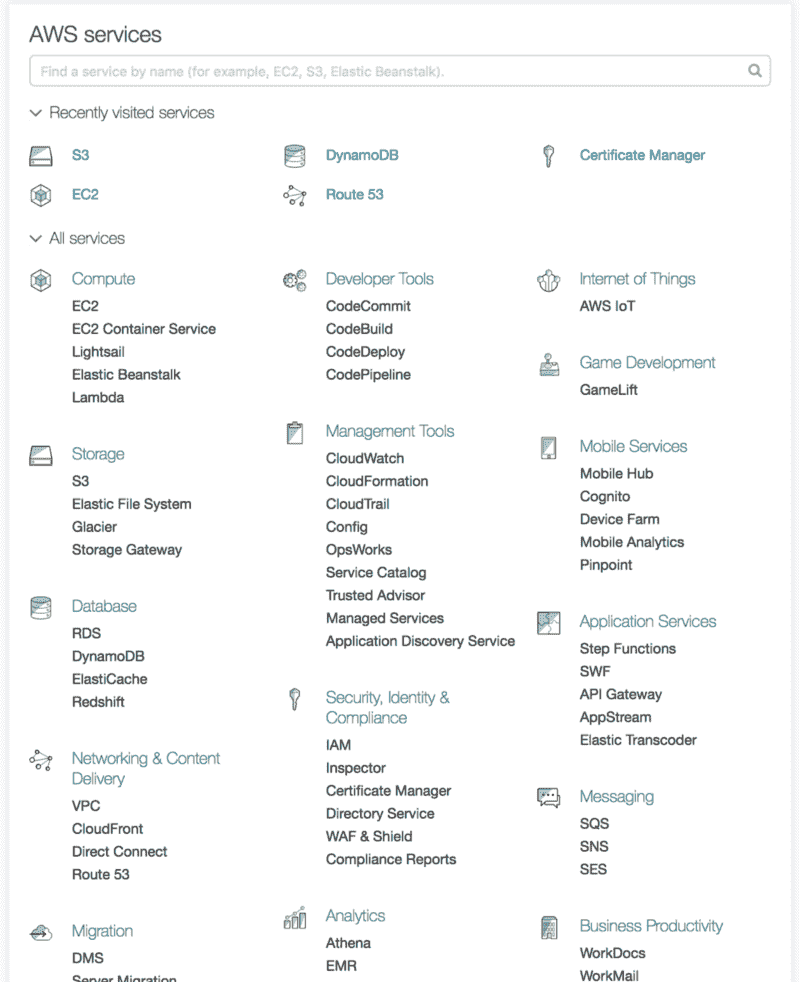 AWS services
Find a service by name (for example, EC2, S3, Elastic Beanstalk).
Recently visited services
S3
DynamoDB
Certificate Manager
EC2
Route 53
All services
Compute
EC2
EC2 Container Service
Lightsail
Elastic Beanstalk
Lambda
Storage
S3
Elastic File System
Glacier
Storage Gateway
Database
RDS
DynamoDB
ElastiCache
Redshift
Networking & Content
Delivery
VPC
CloudFront
Direct Connect
Route 53
Migration
DMS
Server Migration
Developer Tools
CodeCommit
CodeBuild
CodeDeploy
CodePipeline
Management Tools
CloudWatch
CloudFormation
CloudTrail
Config
OpsWorks
Service Catalog
Trusted Advisor
Managed Services
Application Discovery Service
Security, Identity &
Compliance
IAM
Inspector
Certificate Manager
Directory Service
WAF & Shield
Compliance Reports
Analytics
Athena
EMR
Internet of Things
AWS IoT
Game Development
GameLift
Mobile Services
Mobile Hub
Cognito
Device Farm
Mobile Analytics
Pinpoint
Application Services
Step Functions
SWF
API Gateway
AppStream
Elastic Transcoder
Messaging
SQS
SNS
SES
Business Productivity
WorkDocs
WorkMail